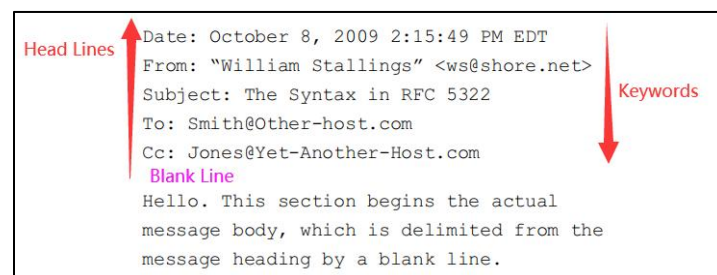 Head Lines
Date: October 8, 2009 2:15:49 PM EDT
From: “William Stallings” <ws@shore.net>
Subject: The Syntax in RFC 5322
Keywords
To: Smith@Other-host.com
Cc: Jones@Yet-Another-Host.com
Blank Line
Hello. This section begins the actual
message body, which is delimited from the
message heading by a blank line.